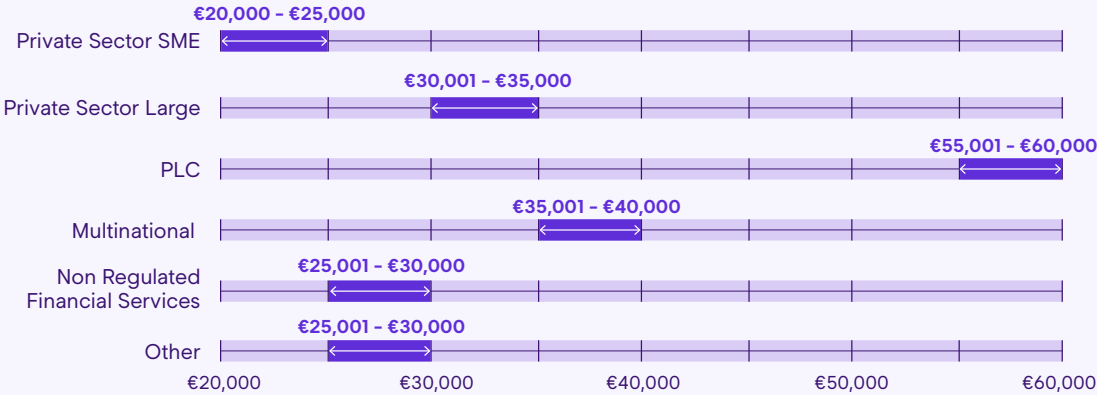 €20,000 - €25,000
Private Sector SME
€30,001 - €35,000
Private Sector Large
€55,001 - €60,000
PLC
€35,001 - €40,000
Multinational
€25,001 - €30,000
Non Regulated
Financial Services
€25,001 - €30,000
Other
€20,000 €30,000 €40,000 €50,000 €60,000